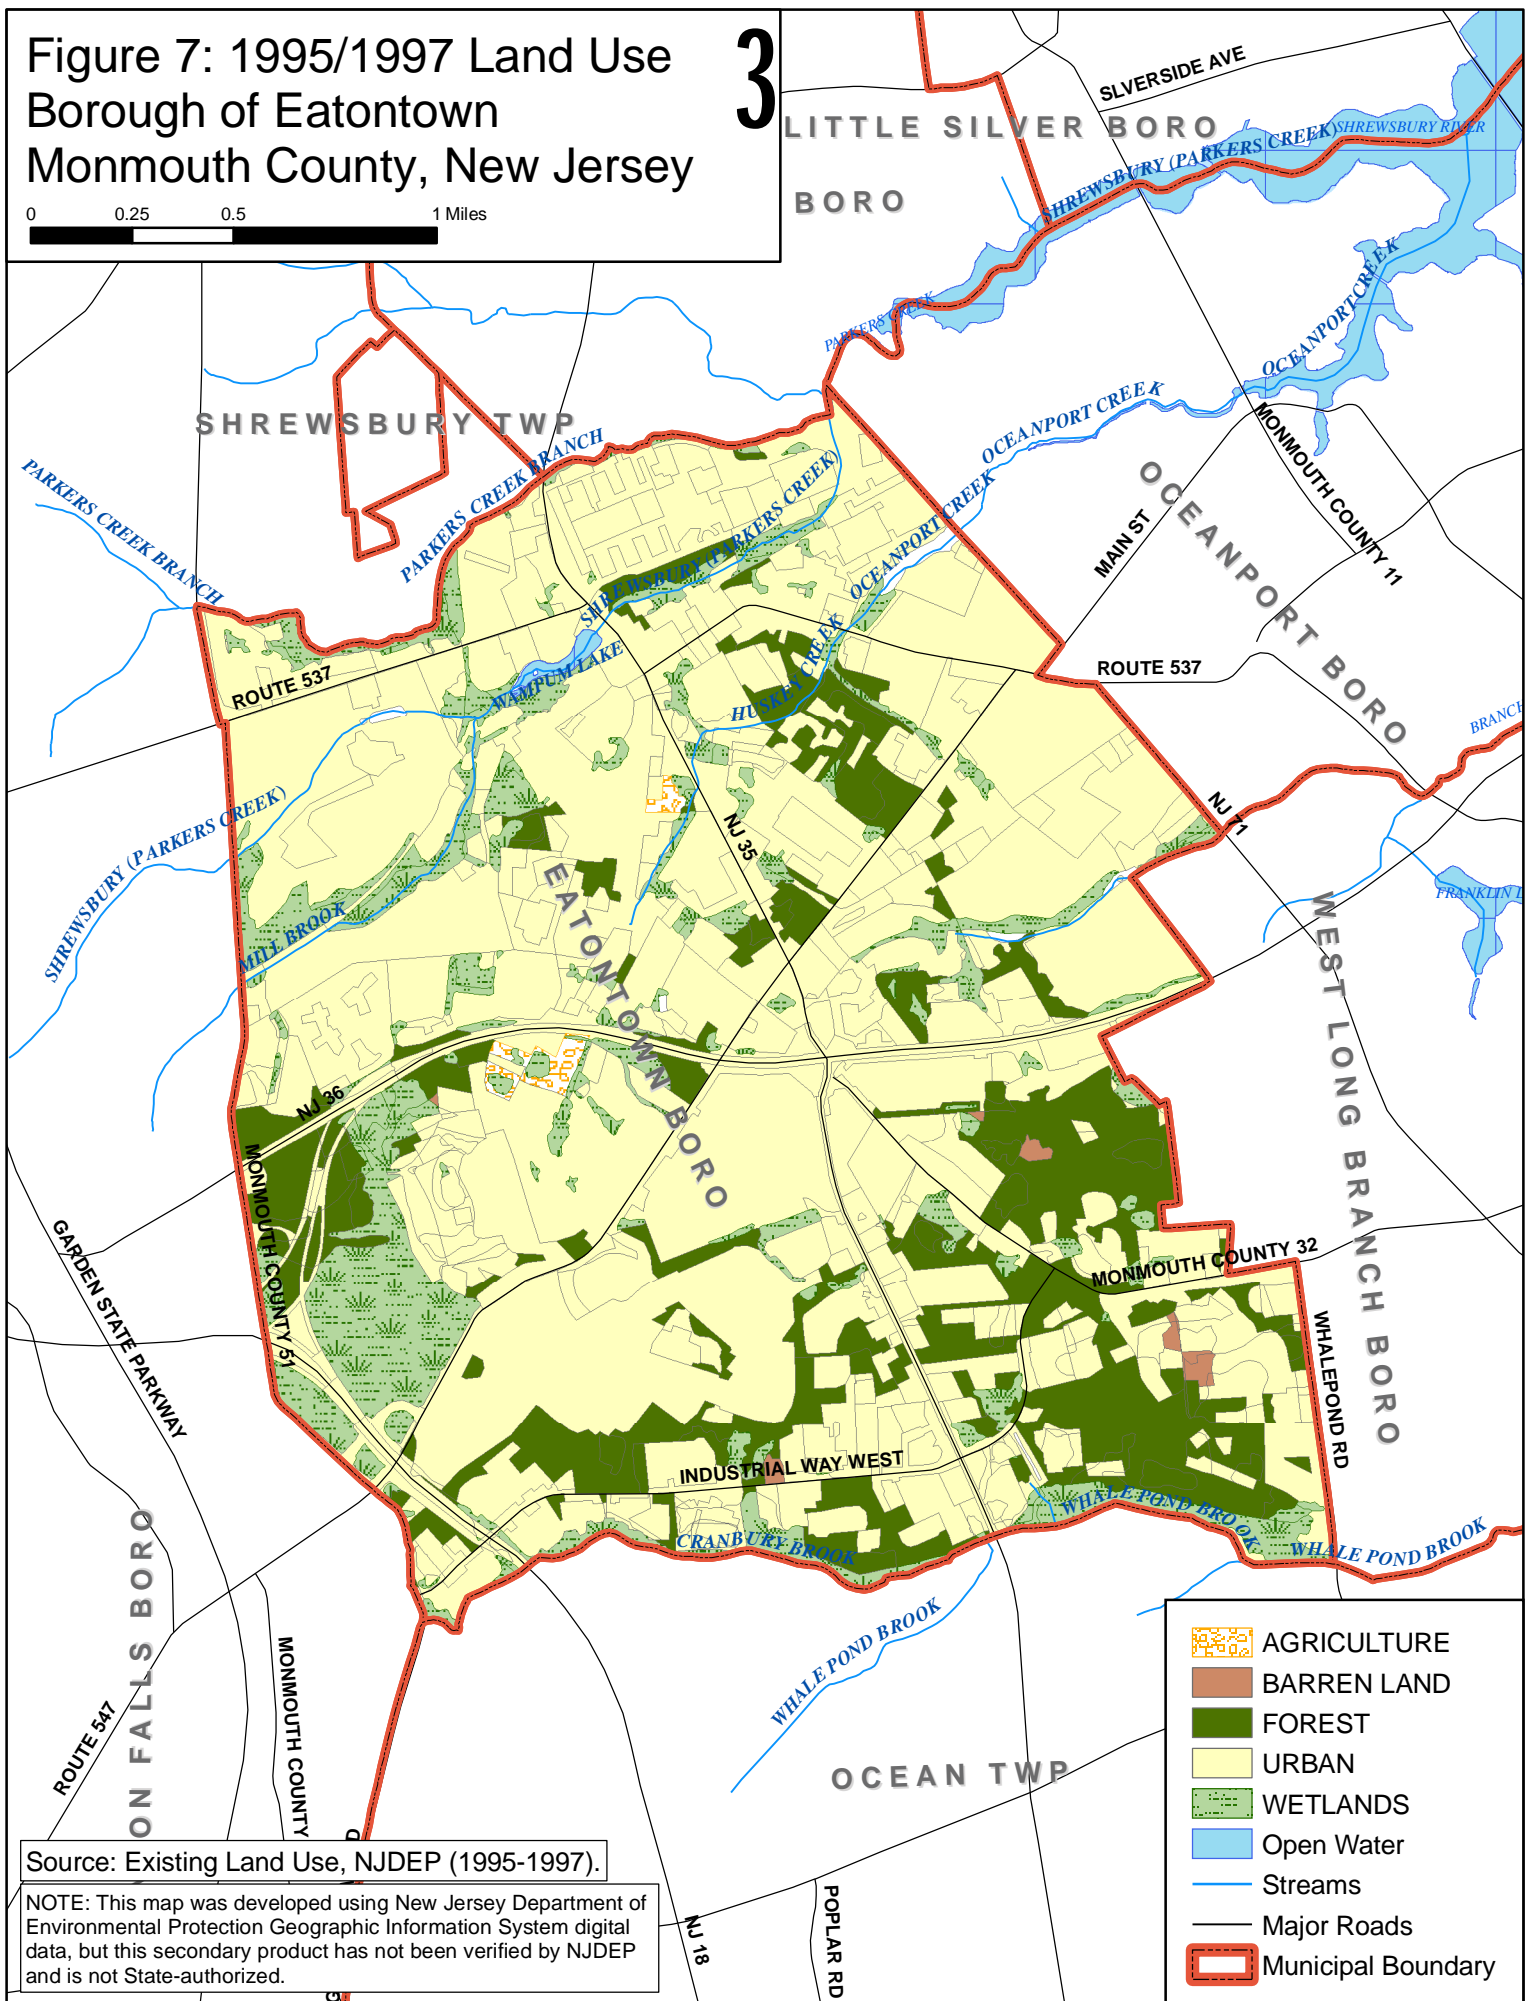 Figure 7: 1995/1997 Land Use
Borough of Eatontown
Monmouth County, New Jersey
3
0 0.25 0.5 1 Miles
SLVERSIDE AVE
LITTLE SILVER BORO
SHREWSBURY RIVER
SHREWSBURY (PARKERS CREEK)
BORO
PARKERS CREEK
OCEANPORTCREEK
SHREWSBURY TWP
OCEANPORT CREEK
MONMOUTH COUNTY 11
PARKERS CREEK BRANCH
PARKERS CREEK BRANCH
MAIN ST
OCEANPORT BORO
SHREWSBURY (PARKERS CREEK)
OCEANPORT CREEK
ROUTE 537
ROUTE 537
WAMPUM LAKE
HUSKEY CREEK
BRANCH
SHREWSBURY (PARKERS CREEK)
NJ 35
NJ 71
MILL BROOK
EATONTOWN BORO
FRANKLIN L
WEST LONG BRANCH BORO
NJ 36
MONMOUTH COUNTY 51
GARDEN STATE PARKWAY
MONMOUTH COUNTY 32
WHALEPOND RD
INDUSTRIAL WAY WEST
CRANBURY BROOK
WHALE POND BROOK
WHALE POND BROOK
WHALE POND BROOK
ON FALLS BORO
ROUTE 547
MONMOUTH COUNTY
OCEAN TWP
NJ 18
POPLAR RD
D
G
AGRICULTURE
BARREN LAND
FOREST
URBAN
WETLANDS
Open Water
Streams
Major Roads
Municipal Boundary
Source: Existing Land Use, NJDEP (1995-1997).
NOTE: This map was developed using New Jersey Department of
Environmental Protection Geographic Information System digital
data, but this secondary product has not been verified by NJDEP
and is not State-authorized.